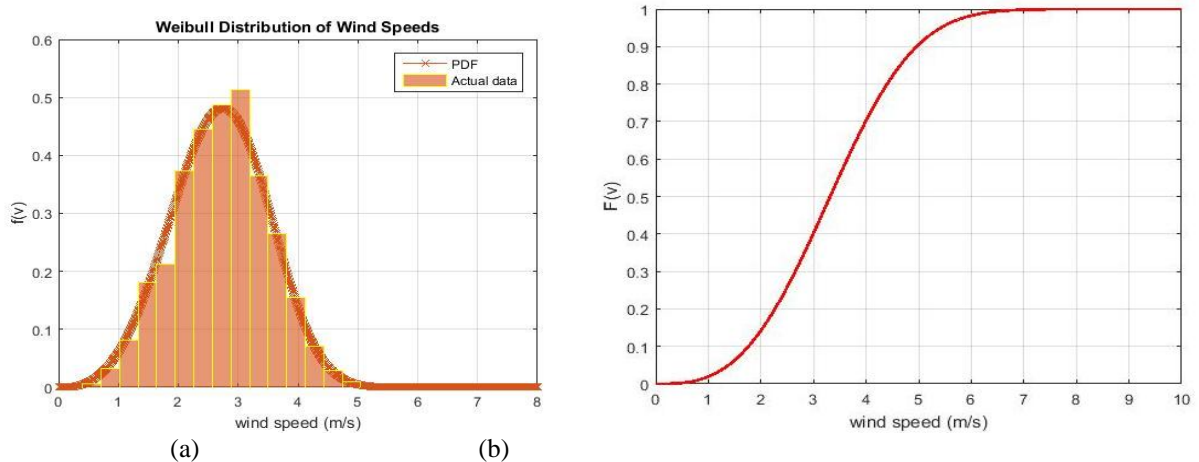 Weibull Distribution of Wind Speeds
0.6
0.5
0.4
0.3
0.2
0.1
0
f(v)
PDF
Actual data
0 1 2 3 4 5 6 7 8
wind speed (m/s)
(a)
1
0.9
0.8
0.7
0.6
0.5
0.4
0.3
0.2
0.1
0
F(v)
0 1 2 3 4 5 6 7 8 9 10
wind speed (m/s)
(b)